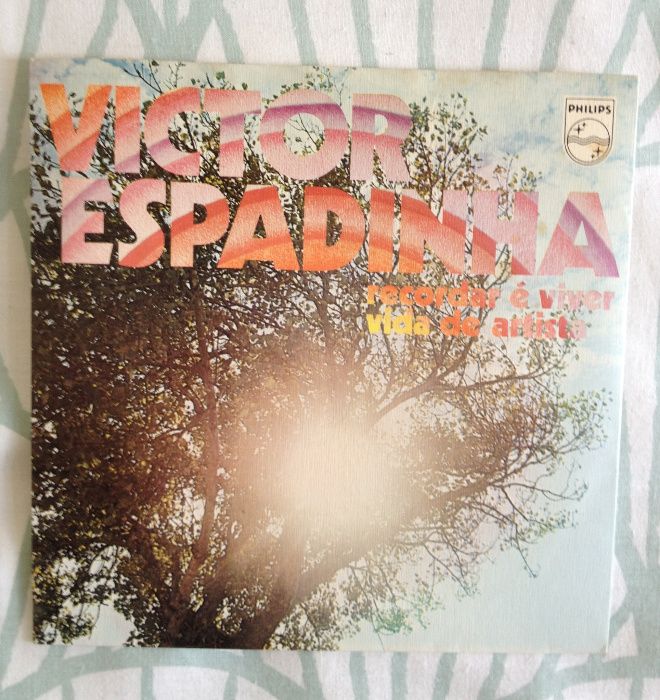 VICTOR
ESPADINHA
PHILIPS
recordar é viver
vida de artista